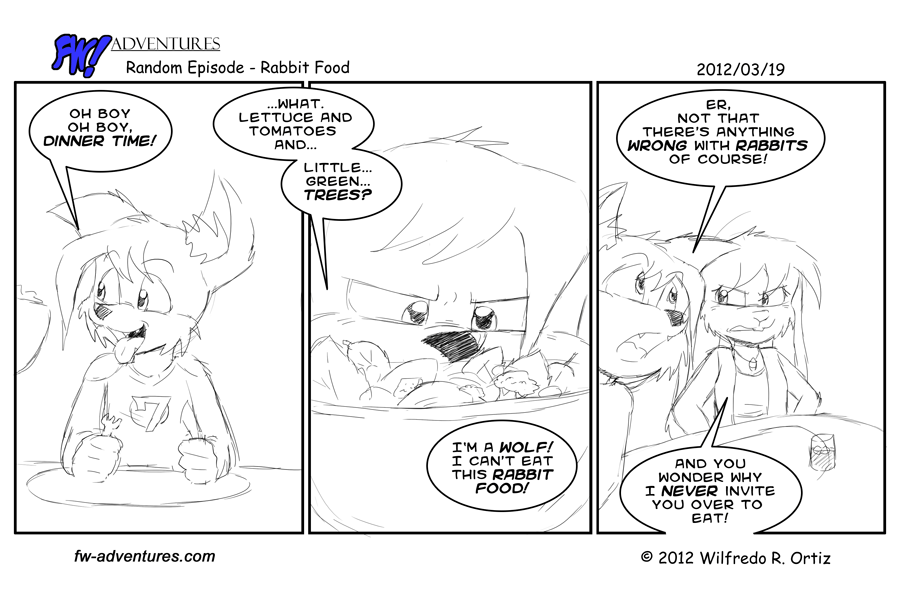 FW! ADVENTURES
Random Episode - Rabbit Food
2012/03/19
OH BOY
OH BOY,
DINNER TIME!
...WHAT.
LETTUCE AND
TOMATOES
AND...
LITTLE...
GREEN...
TREES?
I'M A WOLF!
I CAN'T EAT
THIS RABBIT
FOOD!
ER,
NOT THAT
THERE'S ANYTHING
WRONG WITH RABBITS
OF COURSE!
AND YOU
WONDER WHY
I NEVER INVITE
YOU OVER TO
EAT!
fw-adventures.com
© 2012 Wilfredo R. Ortiz